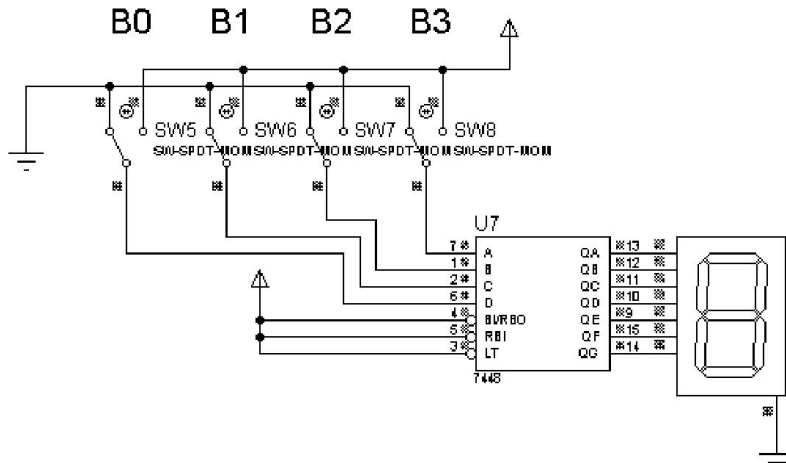 B0 B1 B2 B3
SW5 SW6 SW7 SW8
SW-SPDT-MOM SW-SPDT-MOM SW-SPDT-MOM SW-SPDT-MOM
U7
7 A QA 13
1 B QB 12
2 C QC 11
6 D QD 10
4 BI/RBO QE 9
5 RBI QF 15
3 LT QG 14
7448